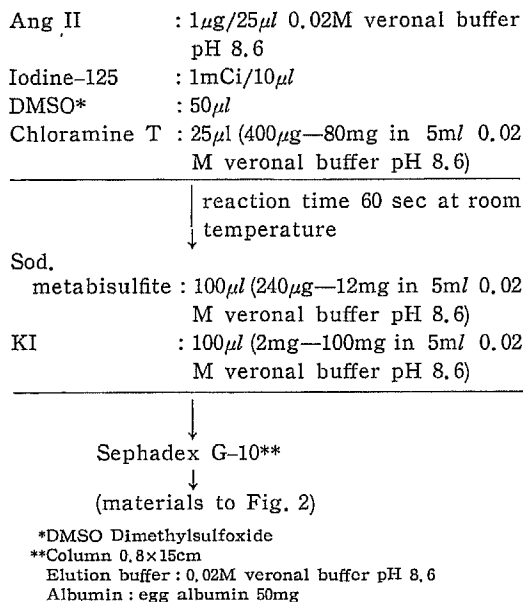 Ang II : 1μg/25μl 0.02M veronal buffer
pH 8.6
Iodine-125 : 1mCi/10μl
DMSO* : 50μl
Chloramine T : 25μl (400μg—80mg in 5ml 0.02
M veronal buffer pH 8.6)
reaction time 60 sec at room
temperature
Sod.
metabisulfite : 100μl (240μg—12mg in 5ml 0.02
M veronal buffer pH 8.6)
KI : 100μl (2mg—100mg in 5ml 0.02
M veronal buffer pH 8.6)
Sephadex G-10**
(materials to Fig. 2)
*DMSO Dimethylsulfoxide
**Column 0.8×15cm
Elution buffer : 0.02M veronal buffer pH 8.6
Albumin : egg albumin 50mg